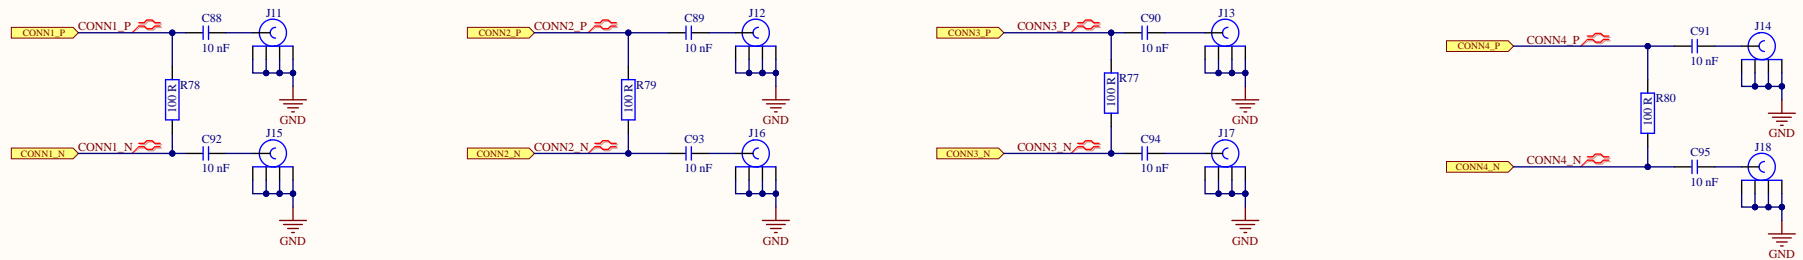 C88
J11
CONN1_P
CONN1_P
10 nF
R78
100 R
GND
C92
J15
CONN1_N
CONN1_N
10 nF
GND
C89
J12
CONN2_P
CONN2_P
10 nF
R79
100 R
GND
C93
J16
CONN2_N
CONN2_N
10 nF
GND
C90
J13
CONN3_P
CONN3_P
10 nF
R77
100 R
GND
C94
J17
CONN3_N
CONN3_N
10 nF
GND
C91
J14
CONN4_P
CONN4_P
10 nF
R80
100 R
GND
C95
J18
CONN4_N
CONN4_N
10 nF
GND